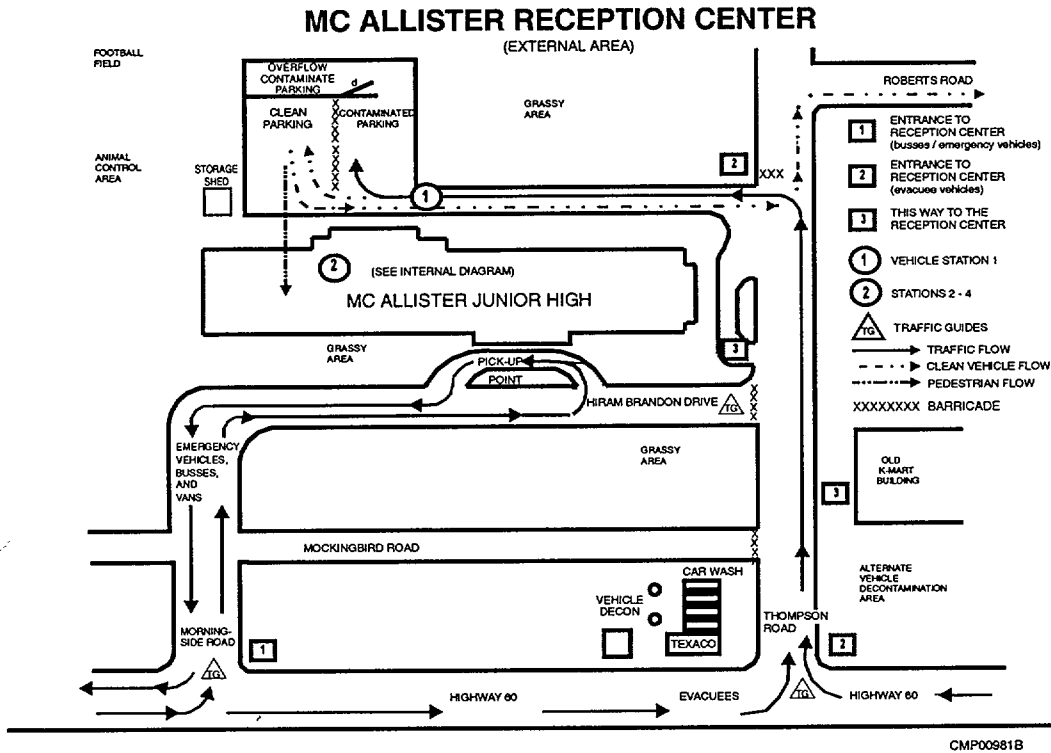 MC ALLISTER RECEPTION CENTER
(EXTERNAL AREA)
FOOTBALL
FIELD
OVERFLOW
CONTAMINATE
PARKING
d
CLEAN
PARKING
CONTAMINATED
PARKING
GRASSY
AREA
ROBERTS ROAD
ANIMAL
CONTROL
AREA
STORAGE
SHED
XXXXXXXX
2
XXX
1
1
ENTRANCE TO
RECEPTION CENTER
(busses / emergency vehicles)
2
ENTRANCE TO
RECEPTION CENTER
(evacuee vehicles)
3
THIS WAY TO THE
RECEPTION CENTER
1
VEHICLE STATION 1
2
STATIONS 2 - 4
TG
TRAFFIC GUIDES
TRAFFIC FLOW
CLEAN VEHICLE FLOW
PEDESTRIAN FLOW
XXXXXXXX BARRICADE
2
(SEE INTERNAL DIAGRAM)
MC ALLISTER JUNIOR HIGH
GRASSY
AREA
3
PICK-UP
POINT
HIRAM BRANDON DRIVE
TG
XXXX
EMERGENCY
VEHICLES,
BUSSES,
AND
VANS
GRASSY
AREA
OLD
K-MART
BUILDING
3
MOCKINGBIRD ROAD
XXXX
CAR WASH
VEHICLE
DECON
TEXACO
ALTERNATE
VEHICLE
DECONTAMINATION
AREA
THOMPSON
ROAD
MORNING-
SIDE ROAD
1
2
TG
TG
HIGHWAY 60
EVACUEES
HIGHWAY 60
CMP00981B